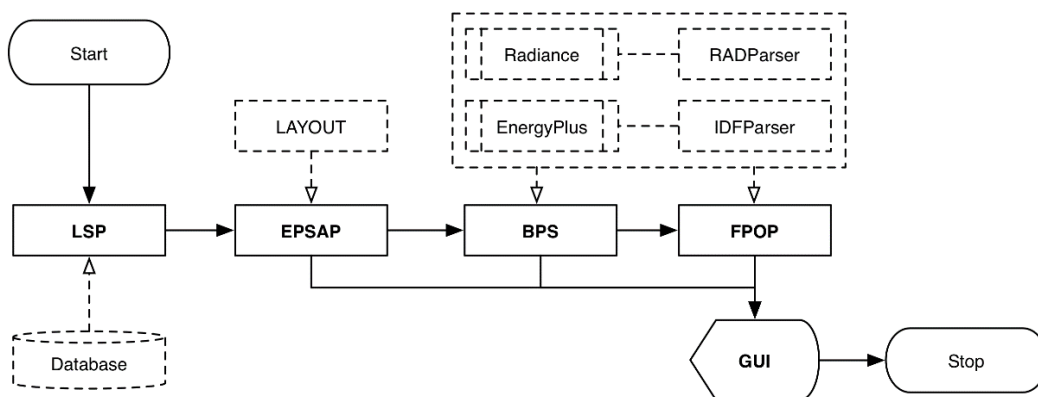 Start
Radiance
RADParser
LAYOUT
EnergyPlus
IDFParser
LSP
EPSAP
BPS
FPOP
Database
GUI
Stop